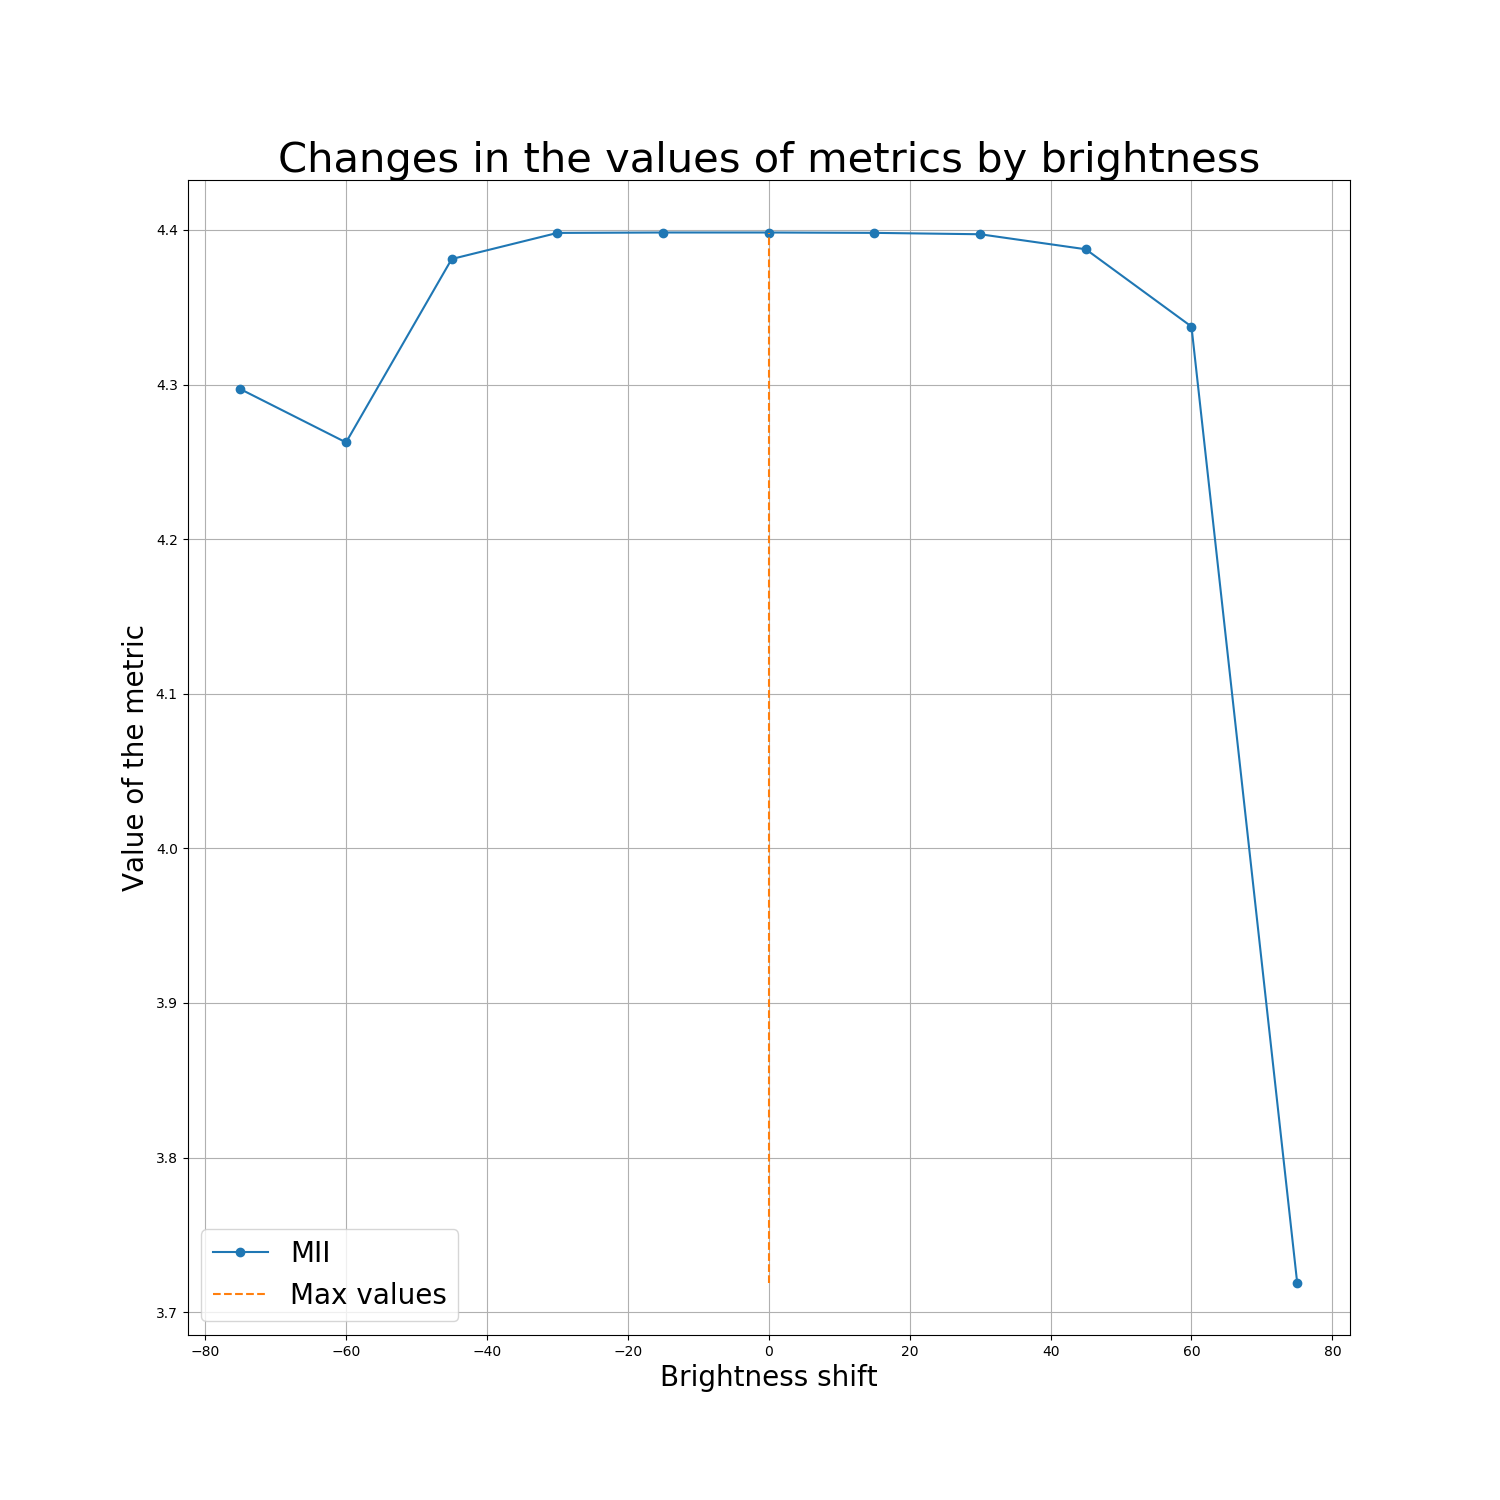 Changes in the values of metrics by brightness
4.4
4.3
4.2
4.1
4.0
3.9
3.8
3.7
Value of the metric
MII
Max values
−80 −60 −40 −20 0 20 40 60 80
Brightness shift